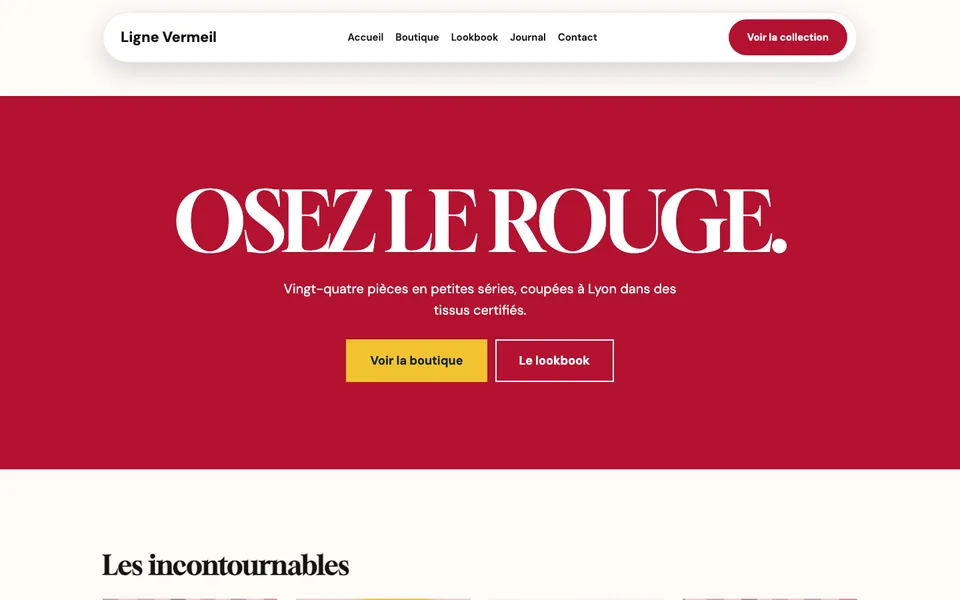 Ligne Vermeil
Accueil Boutique Lookbook Journal Contact
Voir la collection
OSEZ LE ROUGE.
Vingt-quatre pièces en petites séries, coupées à Lyon dans des
tissus certifiés.
Voir la boutique
Le lookbook
Les incontournables